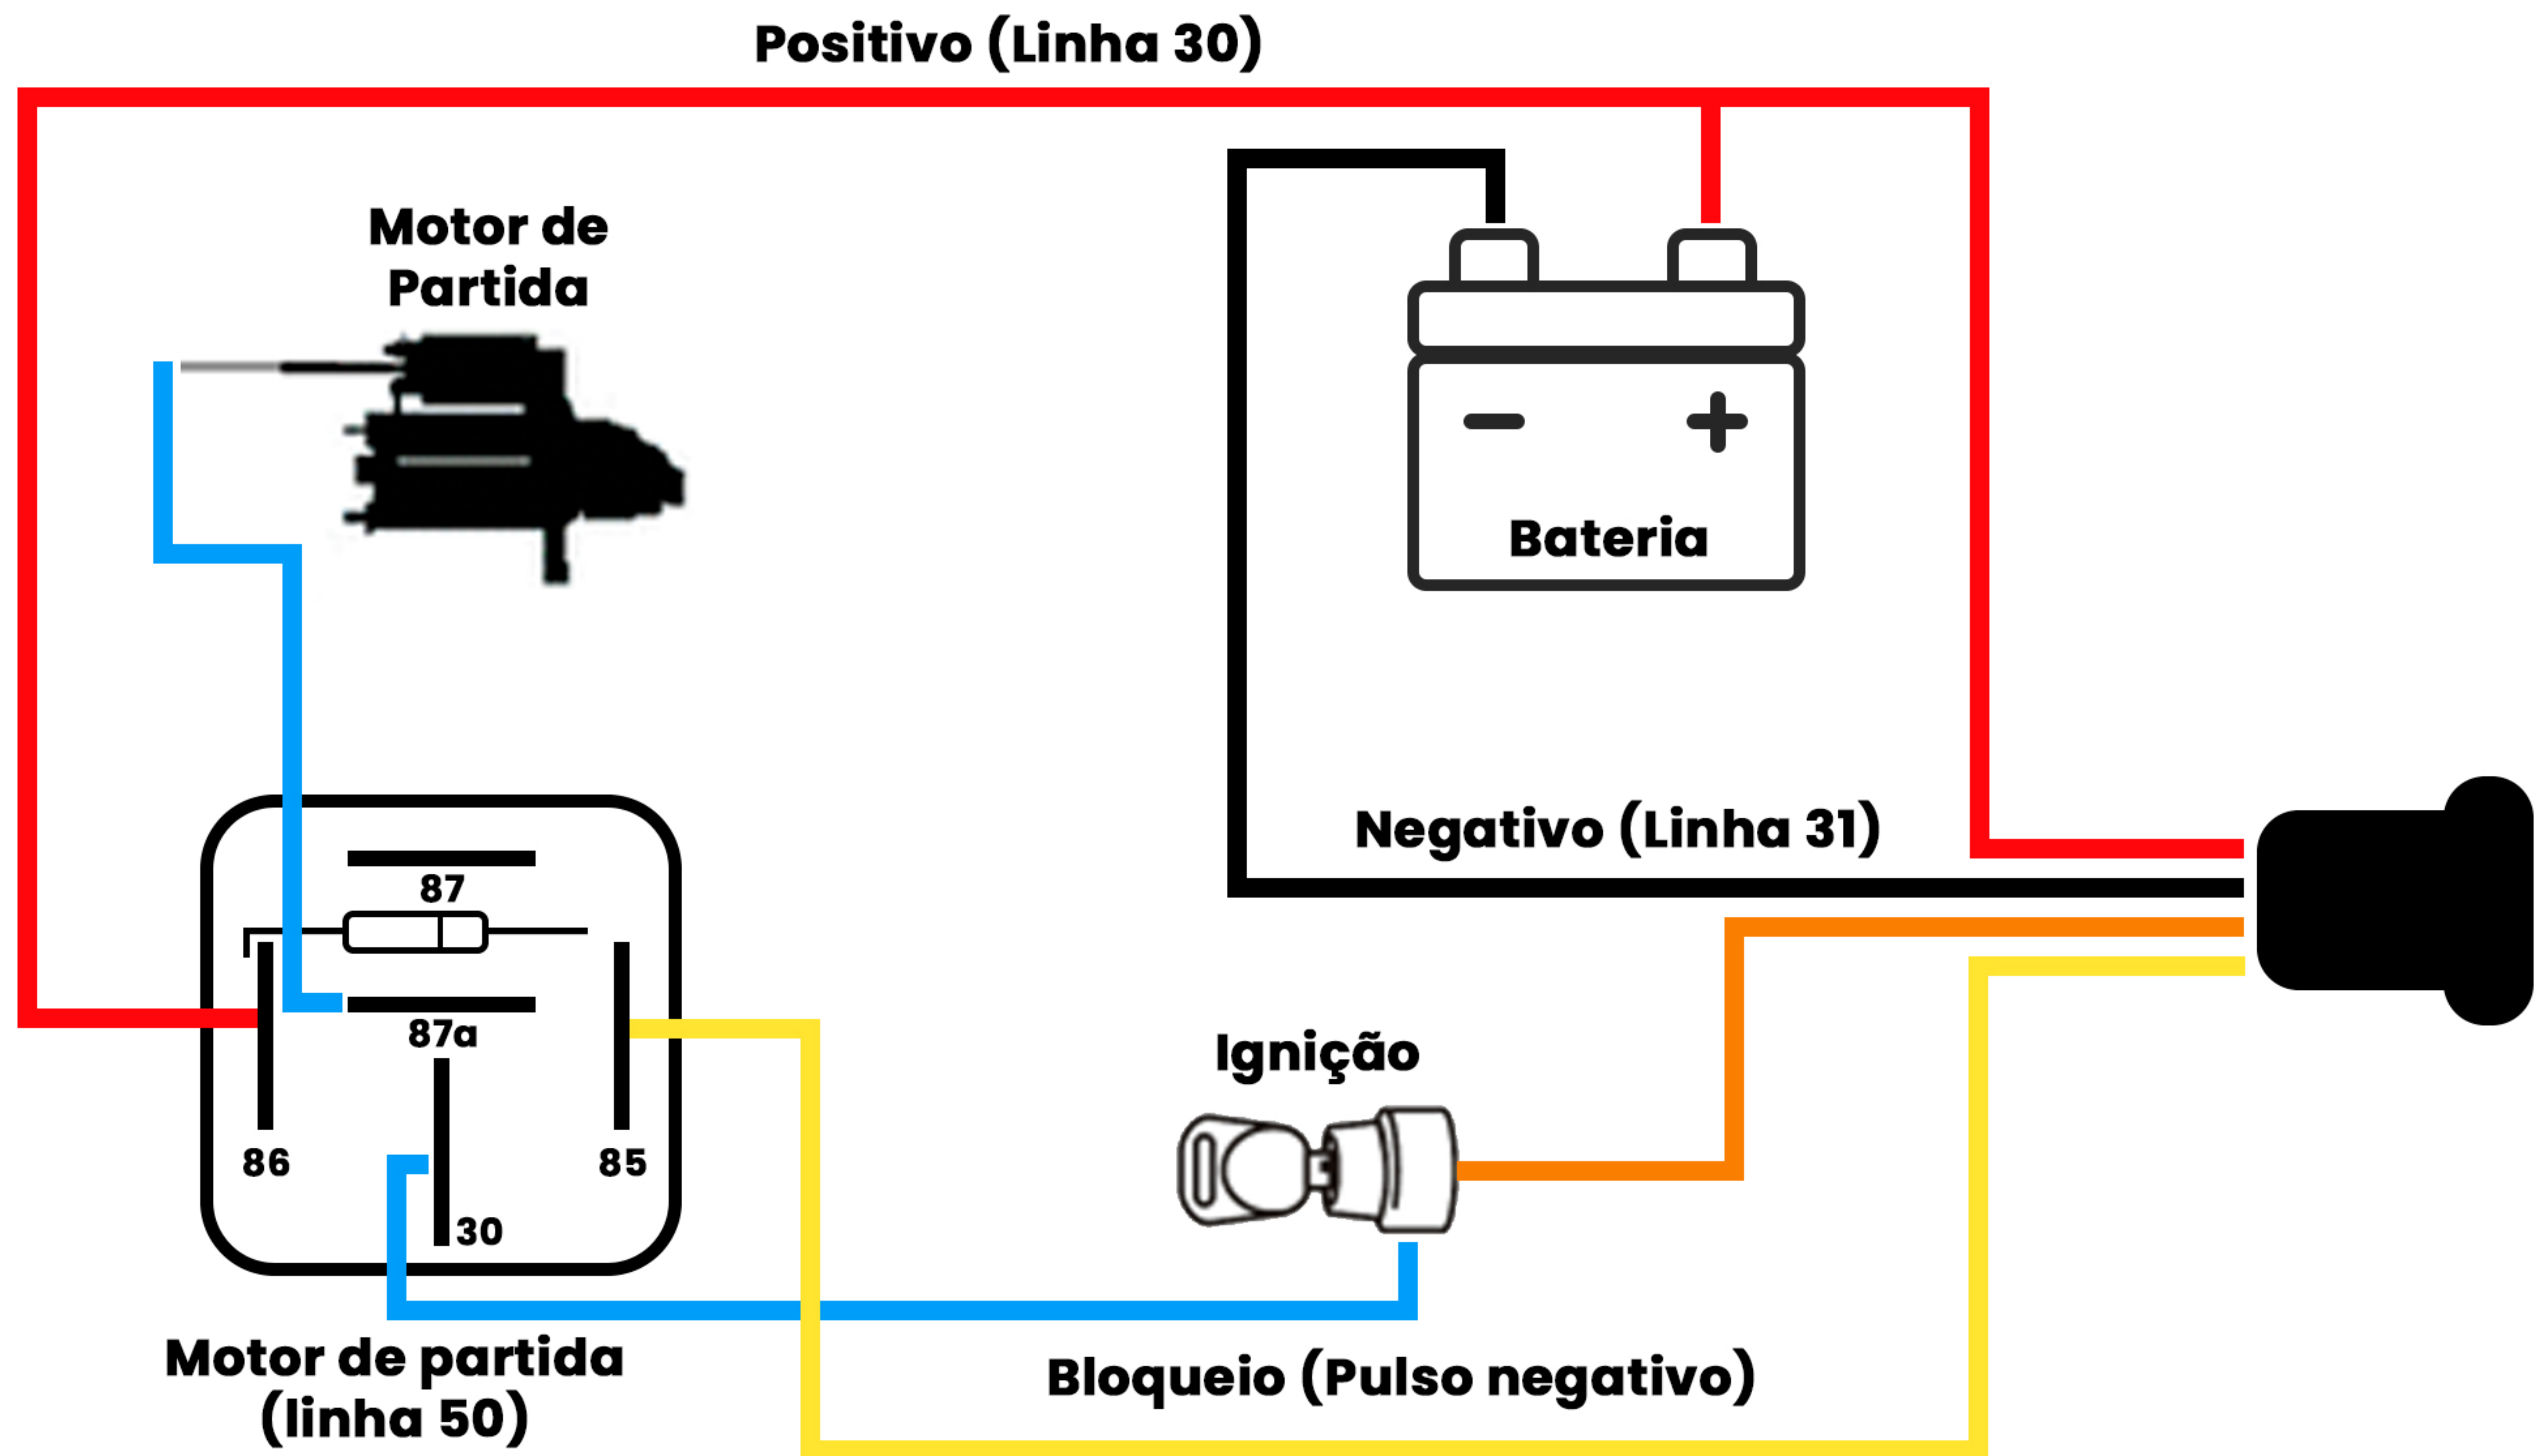 Positivo (Linha 30)
Motor de
Partida
Bateria
Negativo (Linha 31)
87
87a
86
85
30
Ignição
Motor de partida
(linha 50)
Bloqueio (Pulso negativo)